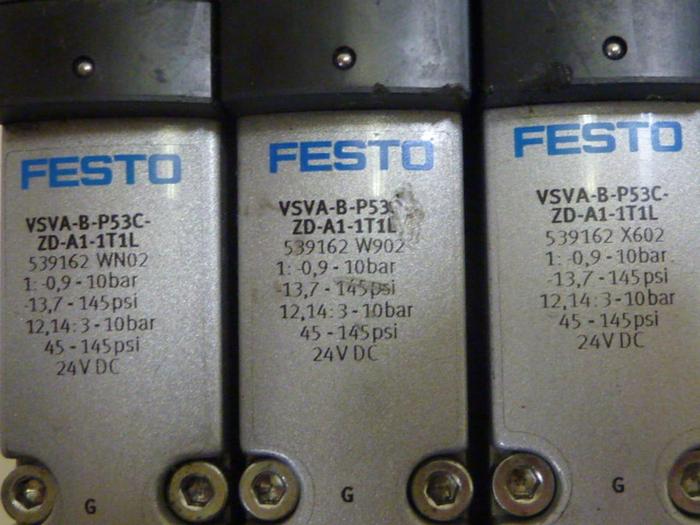 FESTO
VSVA-B-P53C-
ZD-A1-1T1L
539162 WN02
1: -0,9 - 10bar
-13,7 - 145psi
12,14: 3 - 10bar
45 - 145psi
24V DC
G
FESTO
VSVA-B-P53
ZD-A1-1T1L
539162 W902
1: -0,9 - 10bar
-13,7 - 145psi
12,14: 3 - 10bar
45 - 145psi
24V DC
G
FESTO
VSVA-B-P53C-
ZD-A1-1T1L
539162 X602
1: -0,9 - 10bar
-13,7 - 145psi
12,14: 3 - 10bar
45 - 145psi
24V DC
G